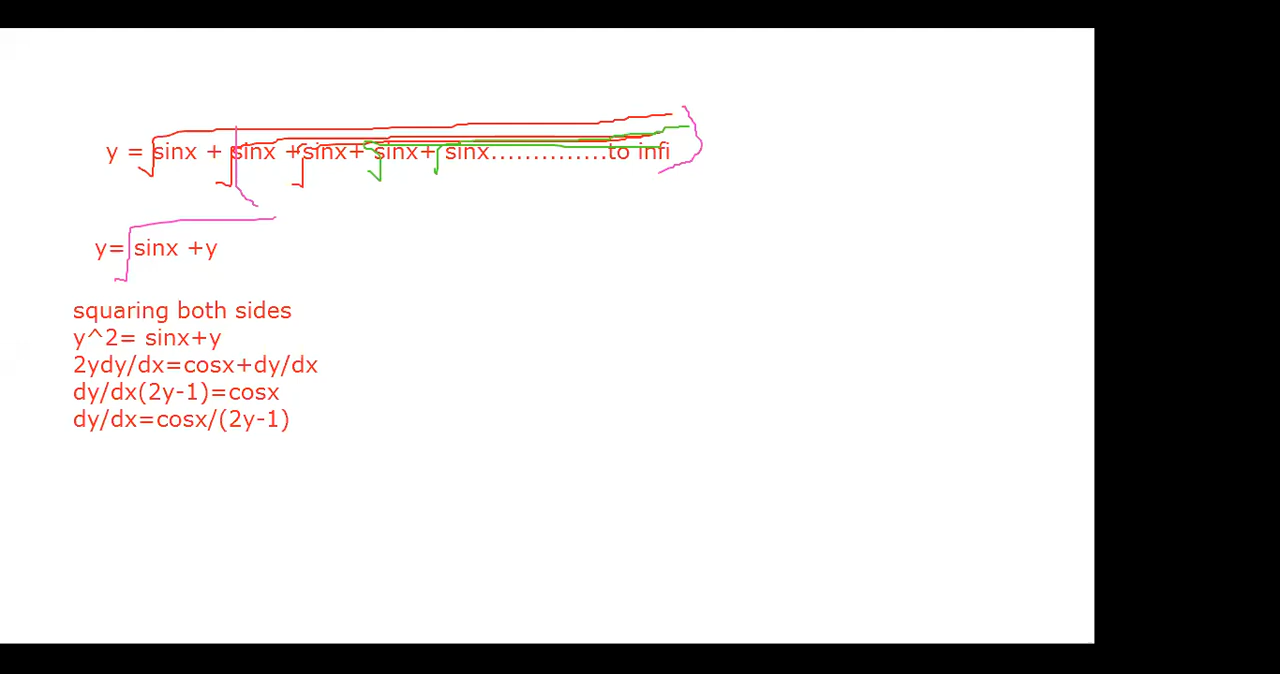 y = √sinx + √sinx +√sinx+ √sinx+ √sinx..............to infi
y= √sinx +y
squaring both sides
y^2= sinx+y
2ydy/dx=cosx+dy/dx
dy/dx(2y-1)=cosx
dy/dx=cosx/(2y-1)